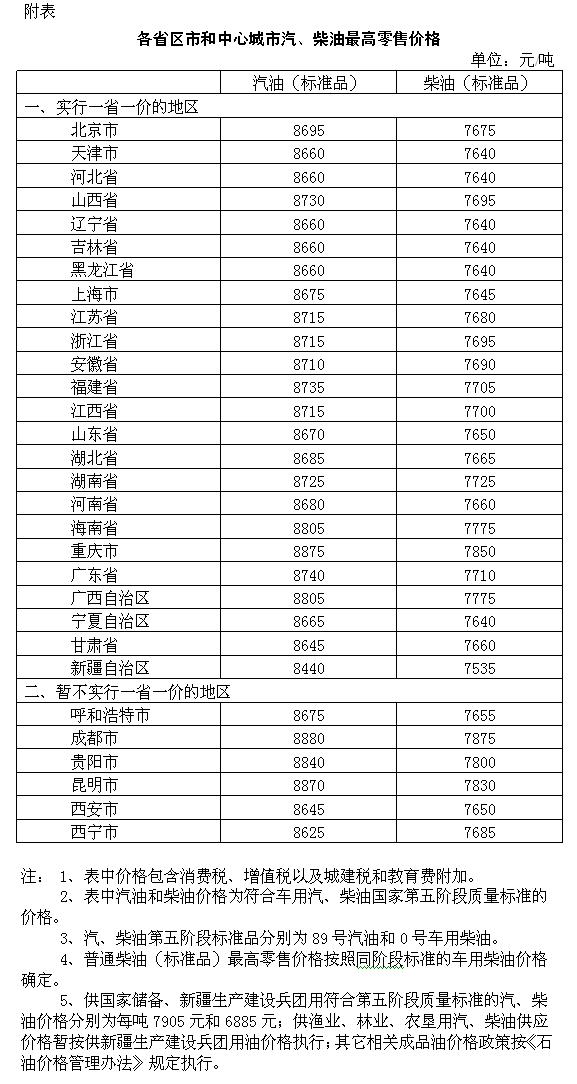 附表
各省区市和中心城市汽、柴油最高零售价格
单位：元/吨
汽油（标准品） 柴油（标准品）
一、实行一省一价的地区
北京市 8695 7675
天津市 8660 7640
河北省 8660 7640
山西省 8730 7695
辽宁省 8660 7640
吉林省 8660 7640
黑龙江省 8660 7640
上海市 8675 7645
江苏省 8715 7680
浙江省 8715 7695
安徽省 8710 7690
福建省 8735 7705
江西省 8715 7700
山东省 8670 7650
湖北省 8685 7665
湖南省 8725 7725
河南省 8680 7660
海南省 8805 7775
重庆市 8875 7850
广东省 8740 7710
广西自治区 8805 7775
宁夏自治区 8665 7640
甘肃省 8645 7660
新疆自治区 8440 7535
二、暂不实行一省一价的地区
呼和浩特市 8675 7655
成都市 8880 7875
贵阳市 8840 7800
昆明市 8870 7830
西安市 8645 7650
西宁市 8625 7685
注： 1、表中价格包含消费税、增值税以及城建税和教育费附加。
2、表中汽油和柴油价格为符合车用汽、柴油国家第五阶段质量标准的
价格。
3、汽、柴油第五阶段标准品分别为89号汽油和0号车用柴油。
4、普通柴油（标准品）最高零售价格按照同阶段标准的车用柴油价格
确定。
5、供国家储备、新疆生产建设兵团用符合第五阶段质量标准的汽、柴
油价格分别为每吨7905元和6885元；供渔业、林业、农垦用汽、柴油供应
价格暂按供新疆生产建设兵团用油价格执行；其它相关成品油价格政策按《石
油价格管理办法》规定执行。